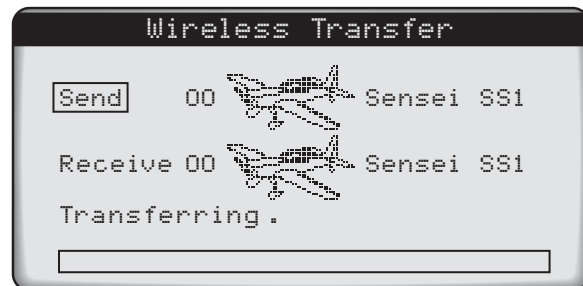 Wireless Transfer
Send 00 Sensei SS1
Receive 00 Sensei SS1
Transferring.